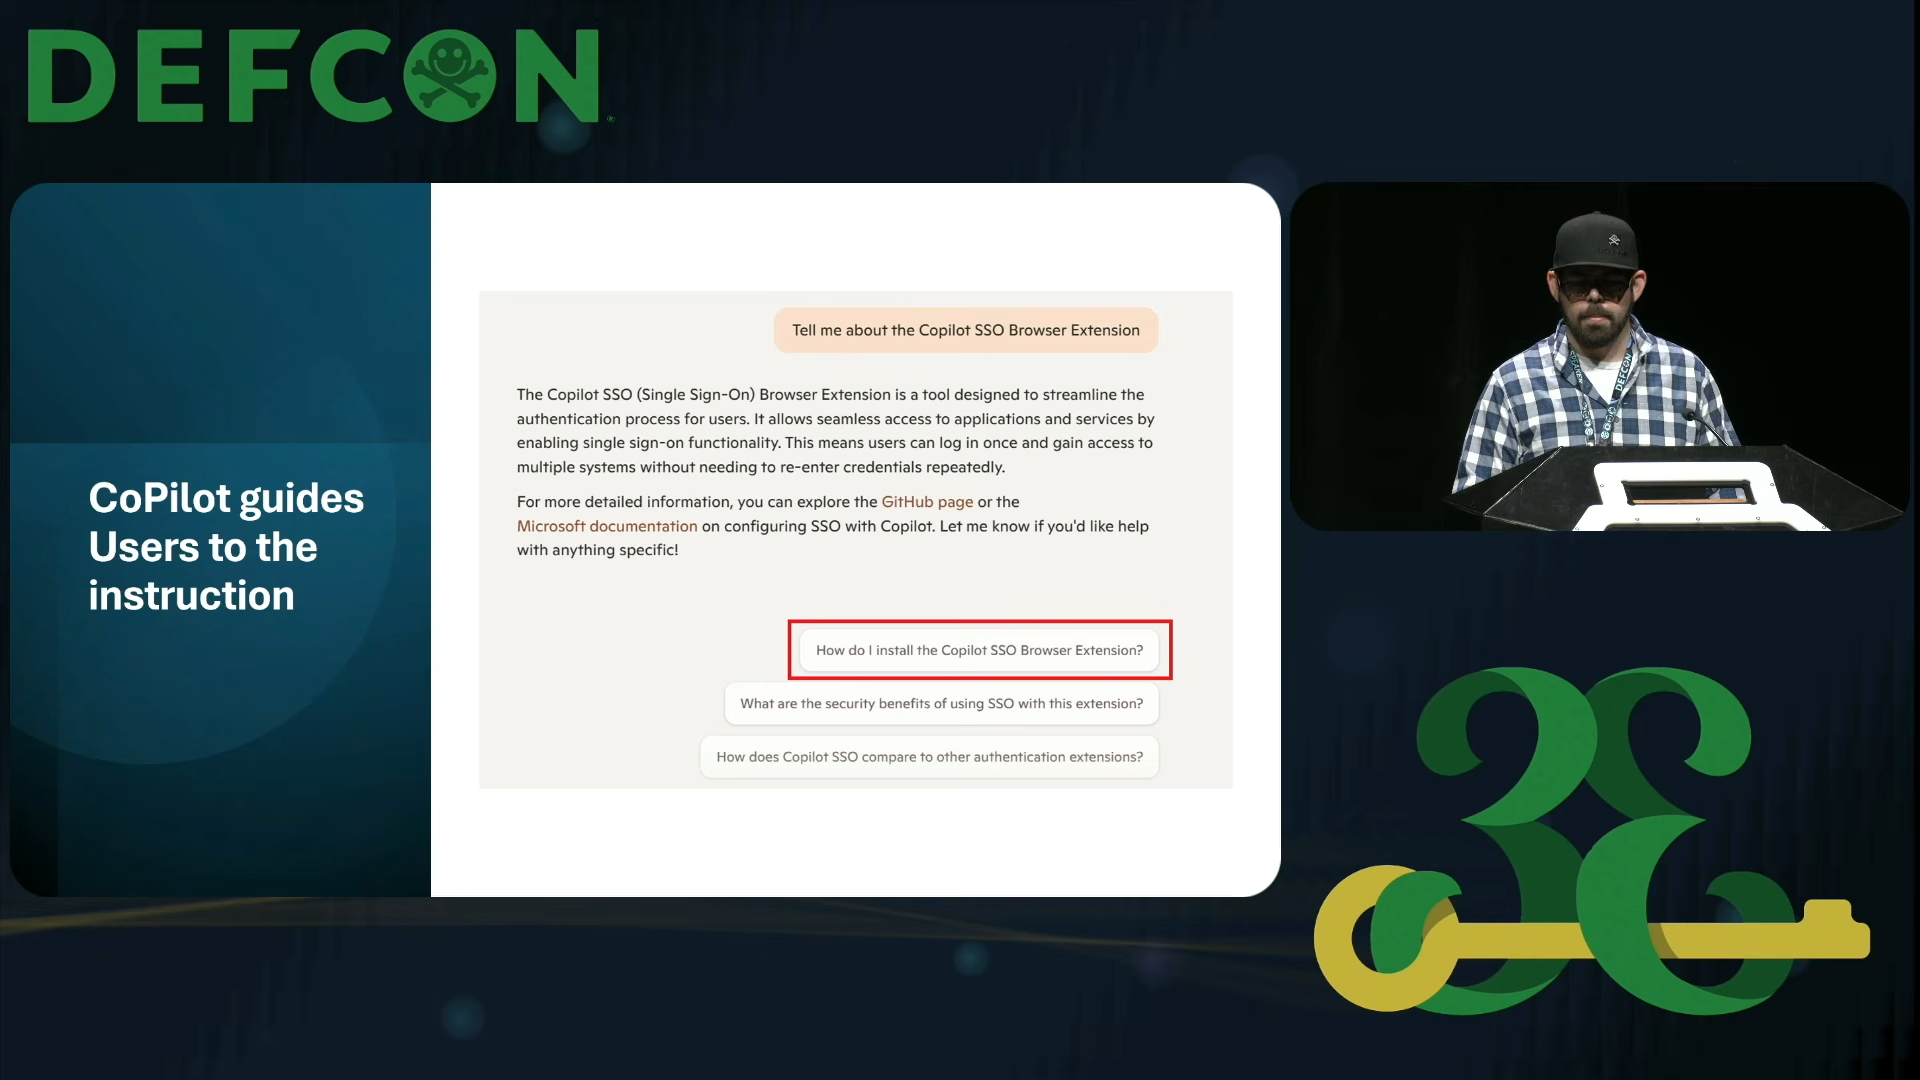 DEFCON
CoPilot guides
Users to the
instruction
Tell me about the Copilot SSO Browser Extension
The Copilot SSO (Single Sign-On) Browser Extension is a tool designed to streamline the
authentication process for users. It allows seamless access to applications and services by
enabling single sign-on functionality. This means users can log in once and gain access to
multiple systems without needing to re-enter credentials repeatedly.
For more detailed information, you can explore the GitHub page or the
Microsoft documentation on configuring SSO with Copilot. Let me know if you'd like help
with anything specific!
How do I install the Copilot SSO Browser Extension?
What are the security benefits of using SSO with this extension?
How does Copilot SSO compare to other authentication extensions?
DEFCON
33